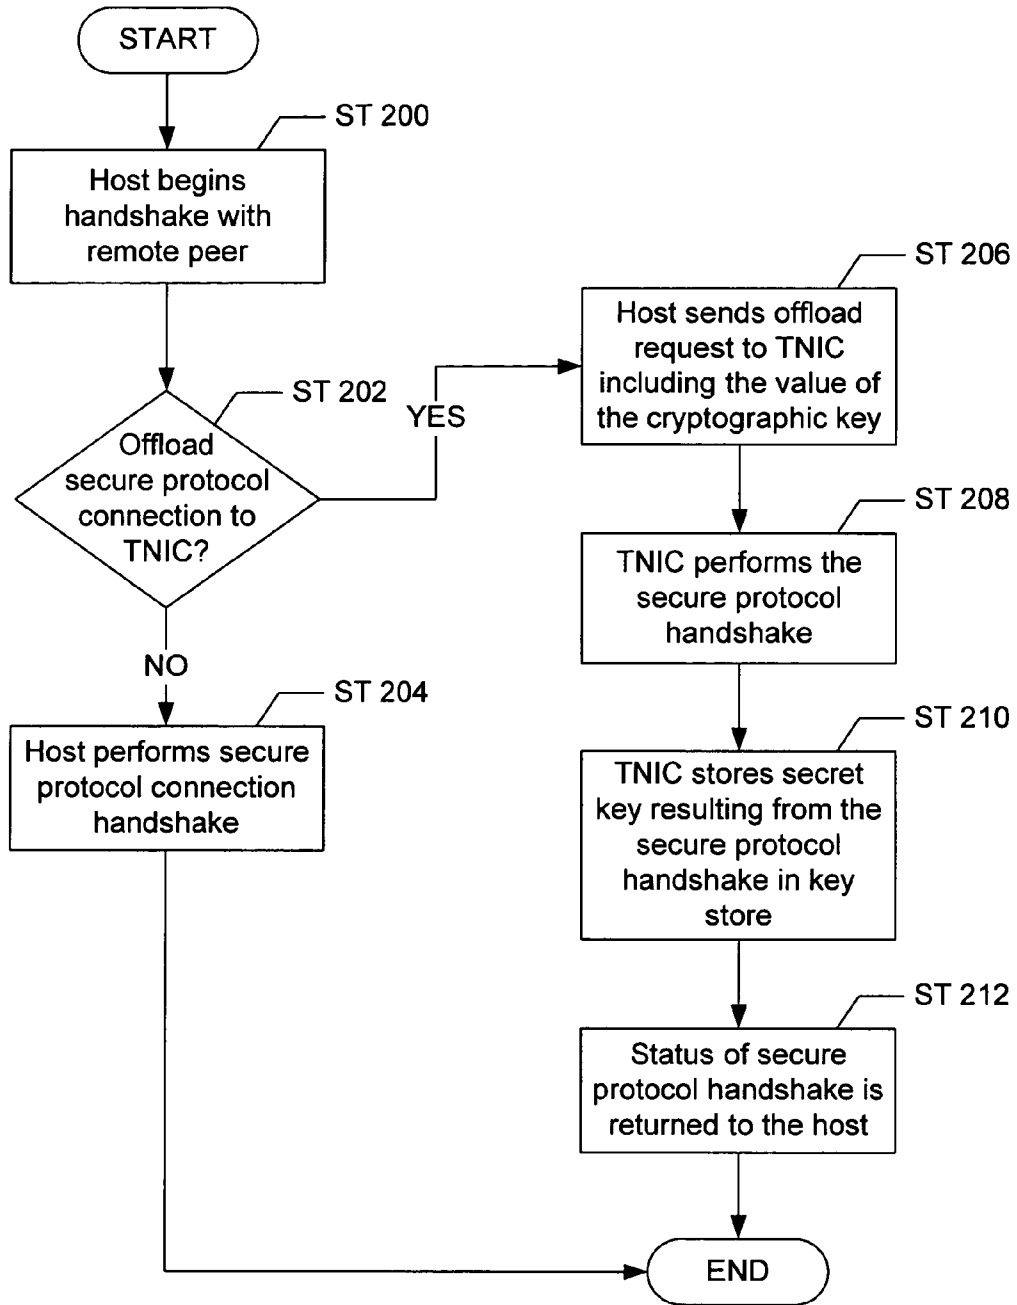 START
ST 200
Host begins
handshake with
remote peer
ST 202
Offload
secure protocol
connection to
TNIC?
YES
NO
ST 204
Host performs secure
protocol connection
handshake
ST 206
Host sends offload
request to TNIC
including the value of
the cryptographic key
ST 208
TNIC performs the
secure protocol
handshake
ST 210
TNIC stores secret
key resulting from the
secure protocol
handshake in key
store
ST 212
Status of secure
protocol handshake is
returned to the host
END